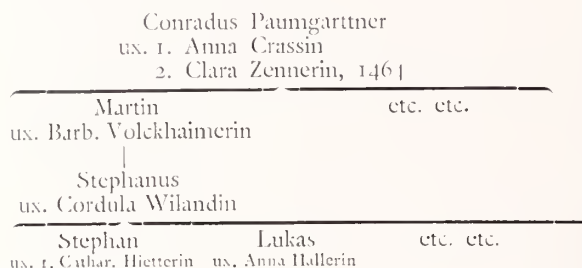 Conradus Paumgarttner
ux. 1. Anna Crassin
2. Clara Zennerin, 1464
Martin etc. etc.
ux. Barb. Volckhaimerin
Stephanus
ux. Cordula Wilandin
Stephan Lukas etc. etc.
ux. 1. Cathar. Hietterin ux. Anna Hallerin